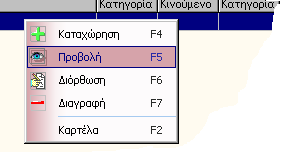 Κατηγορία Κινούμενο Κατηγορία
Καταχώρηση F4
Προβολή F5
Διόρθωση F6
Διαγραφή F7
Καρτέλα F2